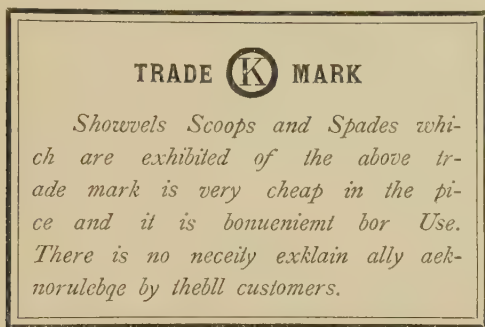 TRADE K MARK
Showvels Scoops and Spades whi-
ch are exhibited of the above tr-
ade mark is very cheap in the pi-
ce and it is bonueniemt bor Use.
There is no neceily exklain ally aek-
norulebqe by thebll customers.